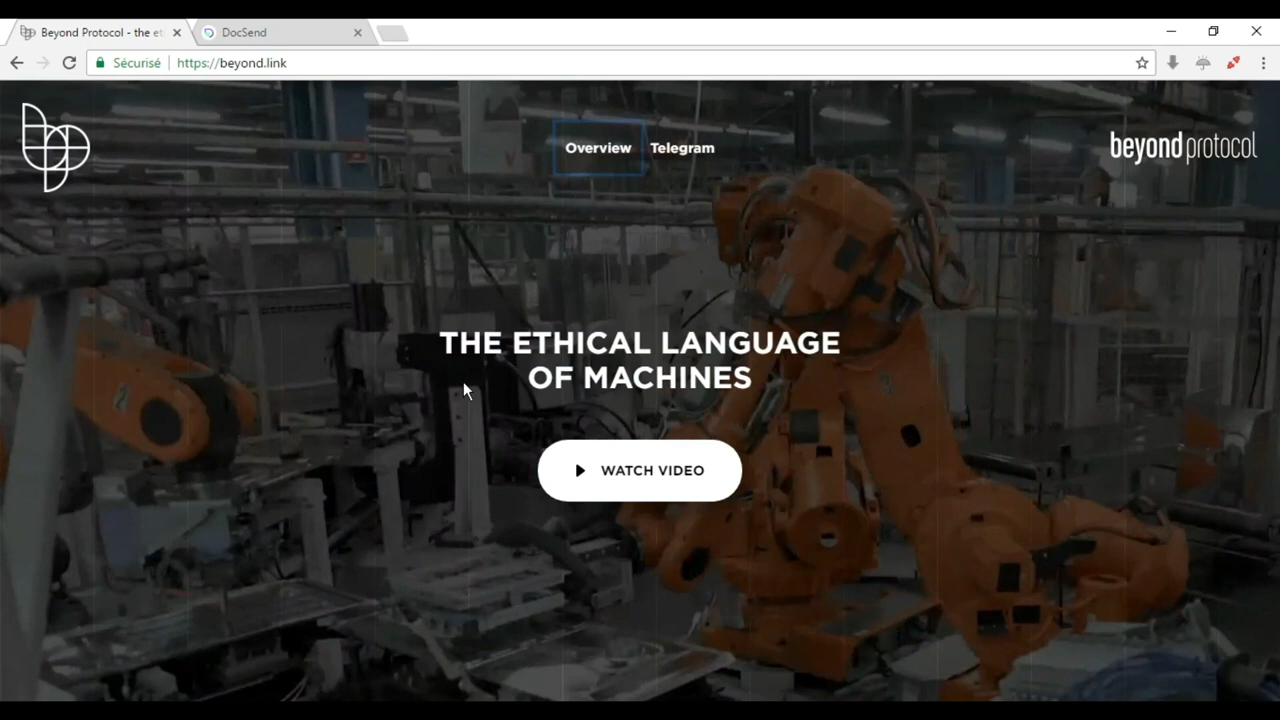 Beyond Protocol - the et
DocSend
Sécurisé
https://beyond.link
Overview
Telegram
beyond protocol
THE ETHICAL LANGUAGE
OF MACHINES
WATCH VIDEO